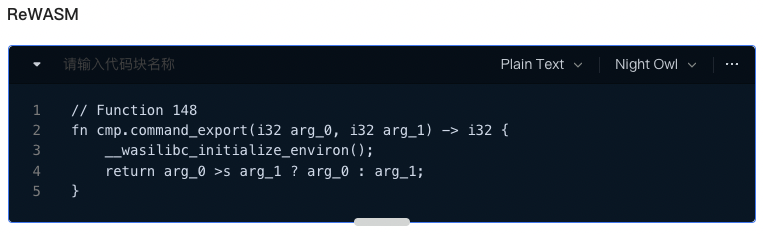 ReWASM
请输入代码块名称 Plain Text Night Owl ...
1 // Function 148
2 fn cmp.command_export(i32 arg_0, i32 arg_1) -> i32 {
3 __wasilibc_initialize_environ();
4 return arg_0 >s arg_1 ? arg_0 : arg_1;
5 }